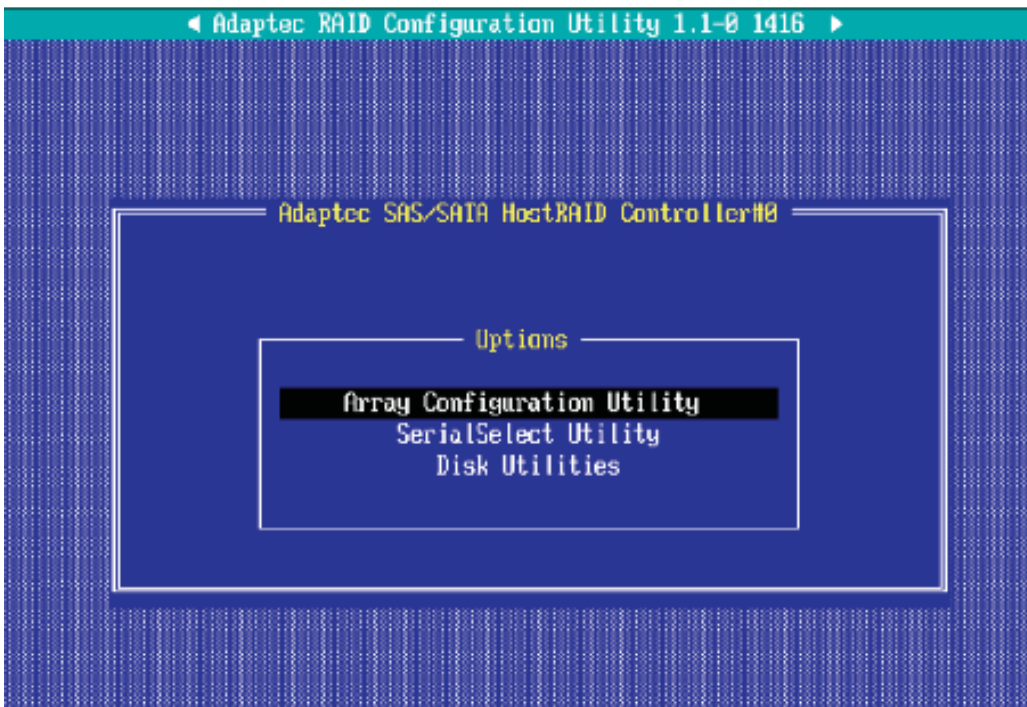 ◄ Adaptec RAID Configuration Utility 1.1-0 1416 ►
Adaptec SAS/SATA HostRAID Controller#0
Options
Array Configuration Utility
SerialSelect Utility
Disk Utilities